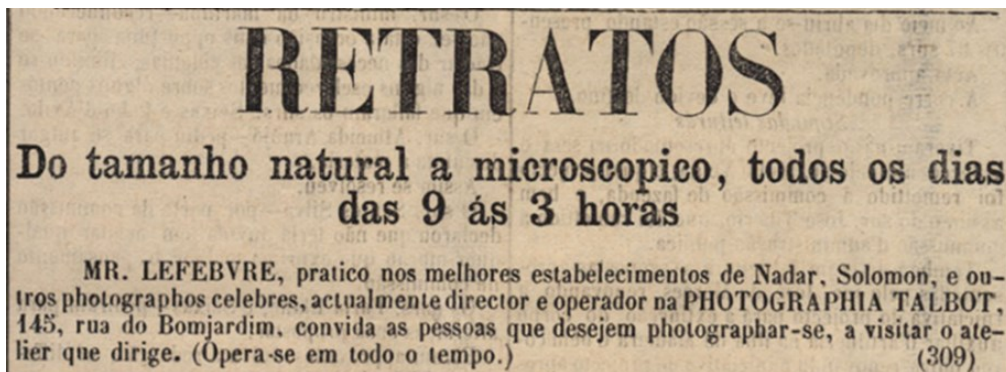 RETRATOS
Do tamanho natural a microscopico, todos os dias
das 9 ás 3 horas
MR. LEFEBVRE, pratico nos melhores estabelecimentos de Nadar, Solomon, e ou-
tros photographos celebres, actualmente director e operador na PHOTOGRAPHIA TALBOT
145, rua do Bomjardim, convida as pessoas que desejem photographar-se, a visitar o ate-
lier que dirige. (Opera-se em todo o tempo.) (309)